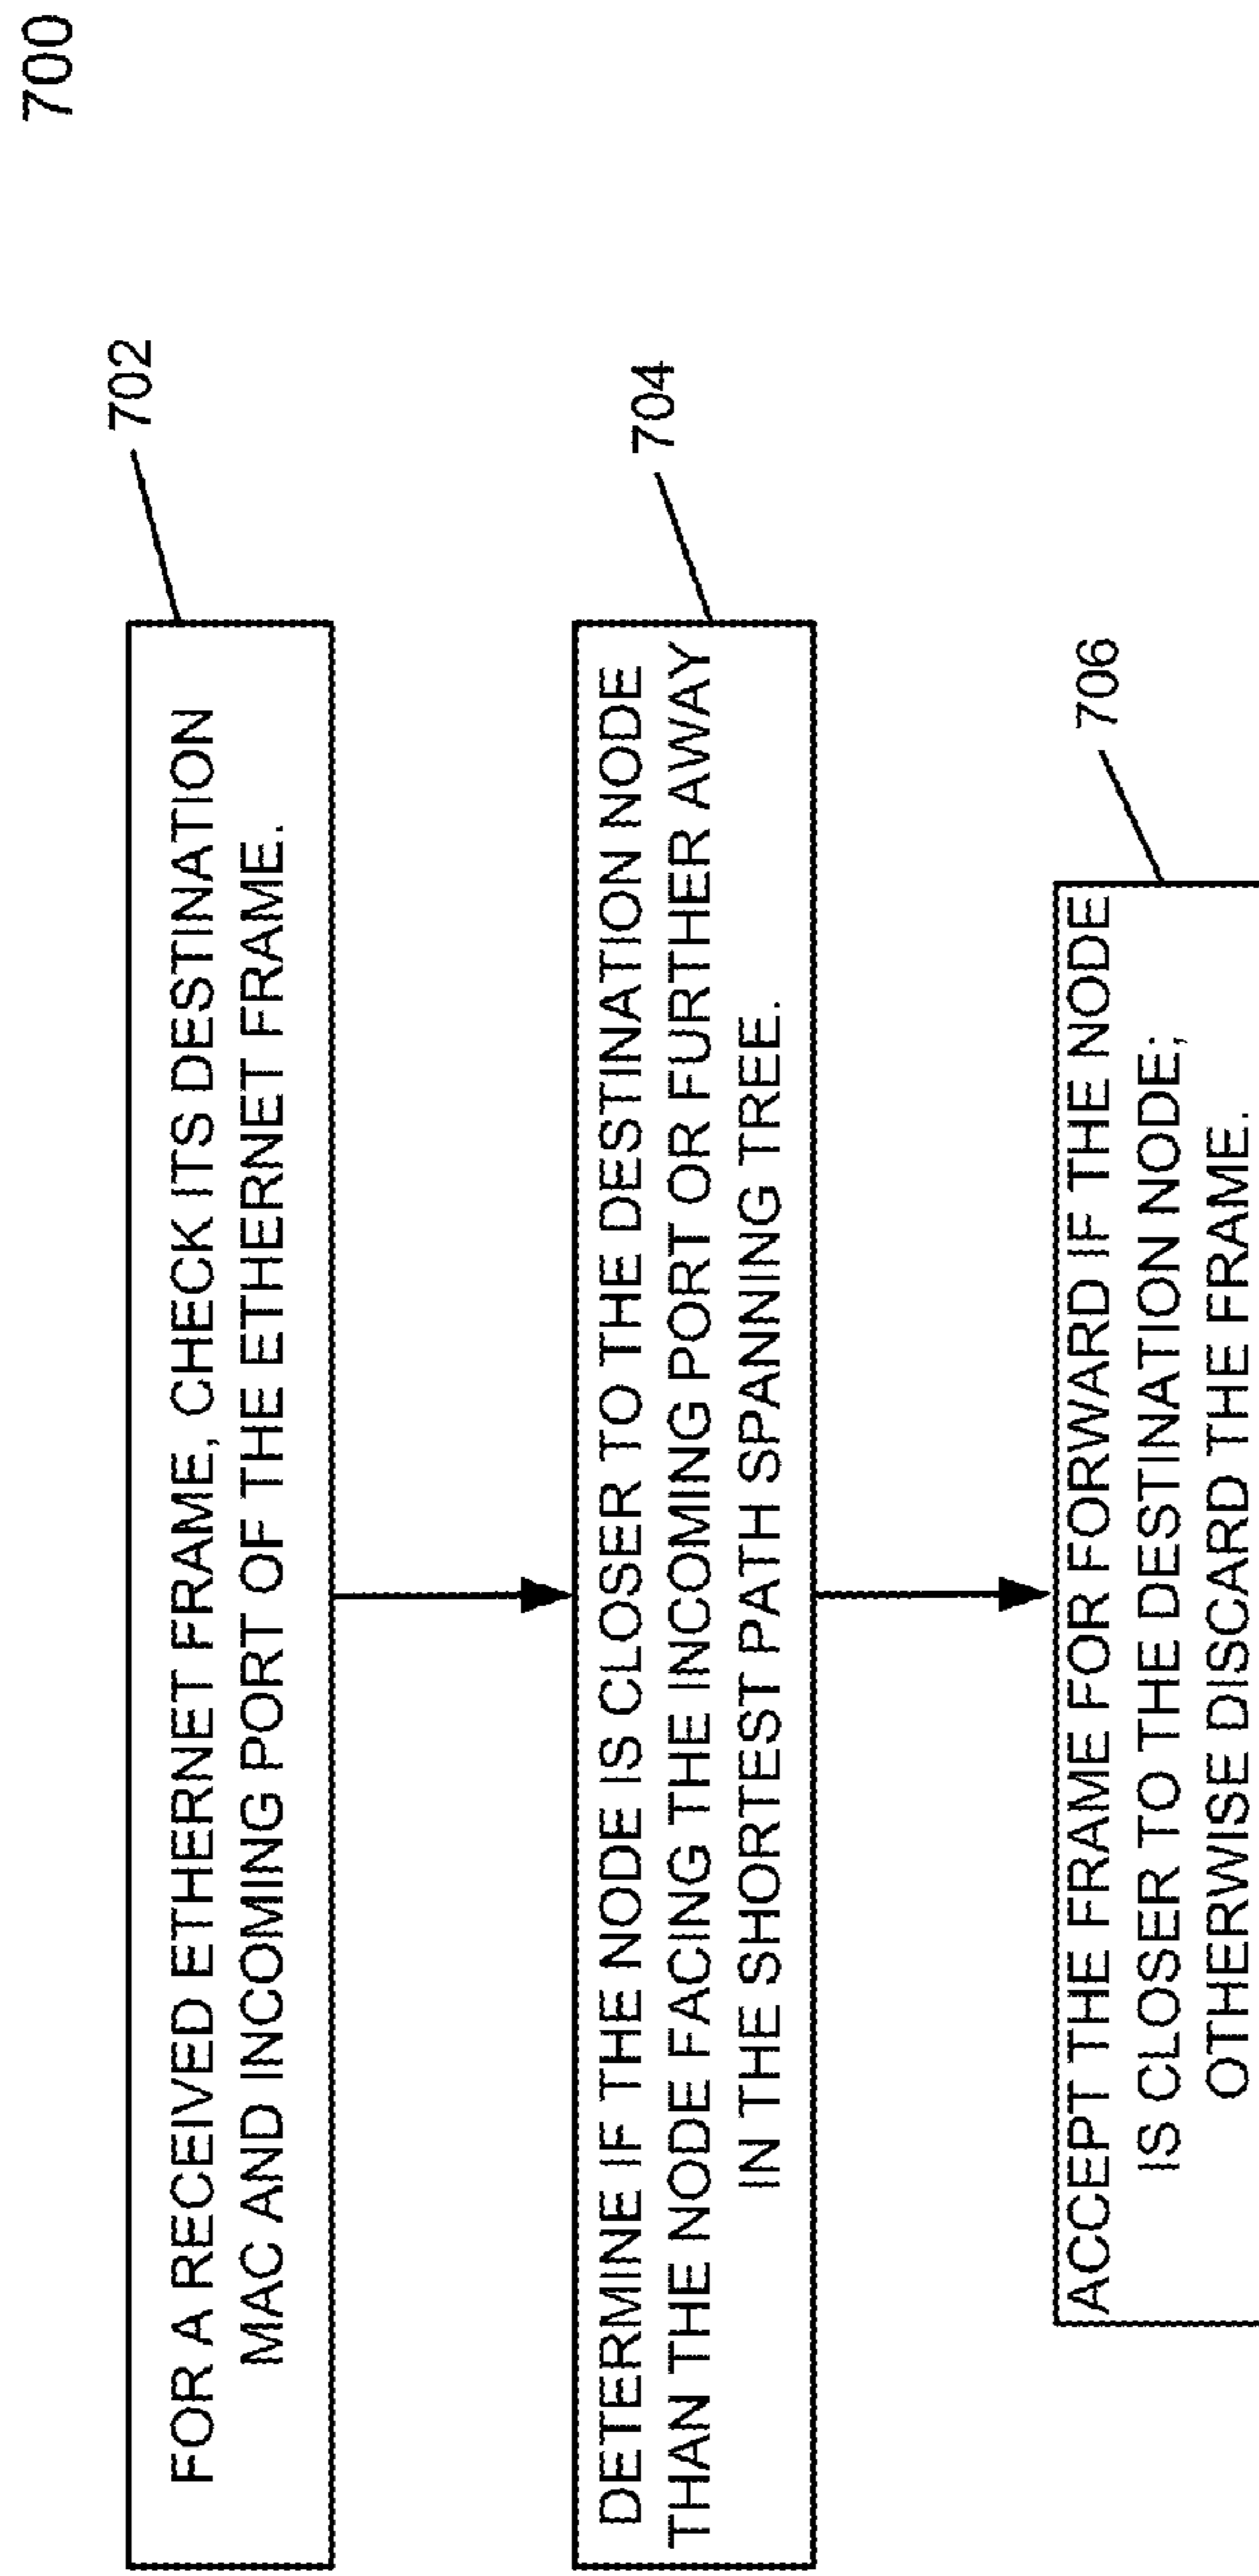 700
702
FOR A RECEIVED ETHERNET FRAME, CHECK ITS DESTINATION
MAC AND INCOMING PORT OF THE ETHERNET FRAME.
704
DETERMINE IF THE NODE IS CLOSER TO THE DESTINATION NODE
THAN THE NODE FACING THE INCOMING PORT OR FURTHER AWAY
IN THE SHORTEST PATH SPANNING TREE.
706
ACCEPT THE FRAME FOR FORWARD IF THE NODE
IS CLOSER TO THE DESTINATION NODE;
OTHERWISE DISCARD THE FRAME.